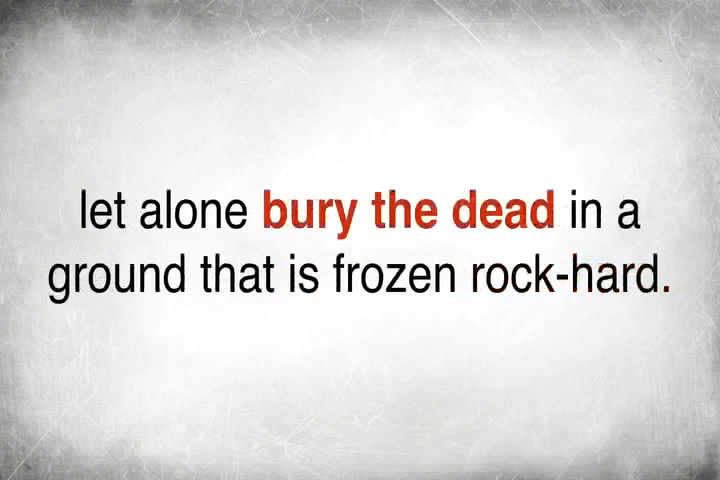 let alone bury the dead in a
ground that is frozen rock-hard.